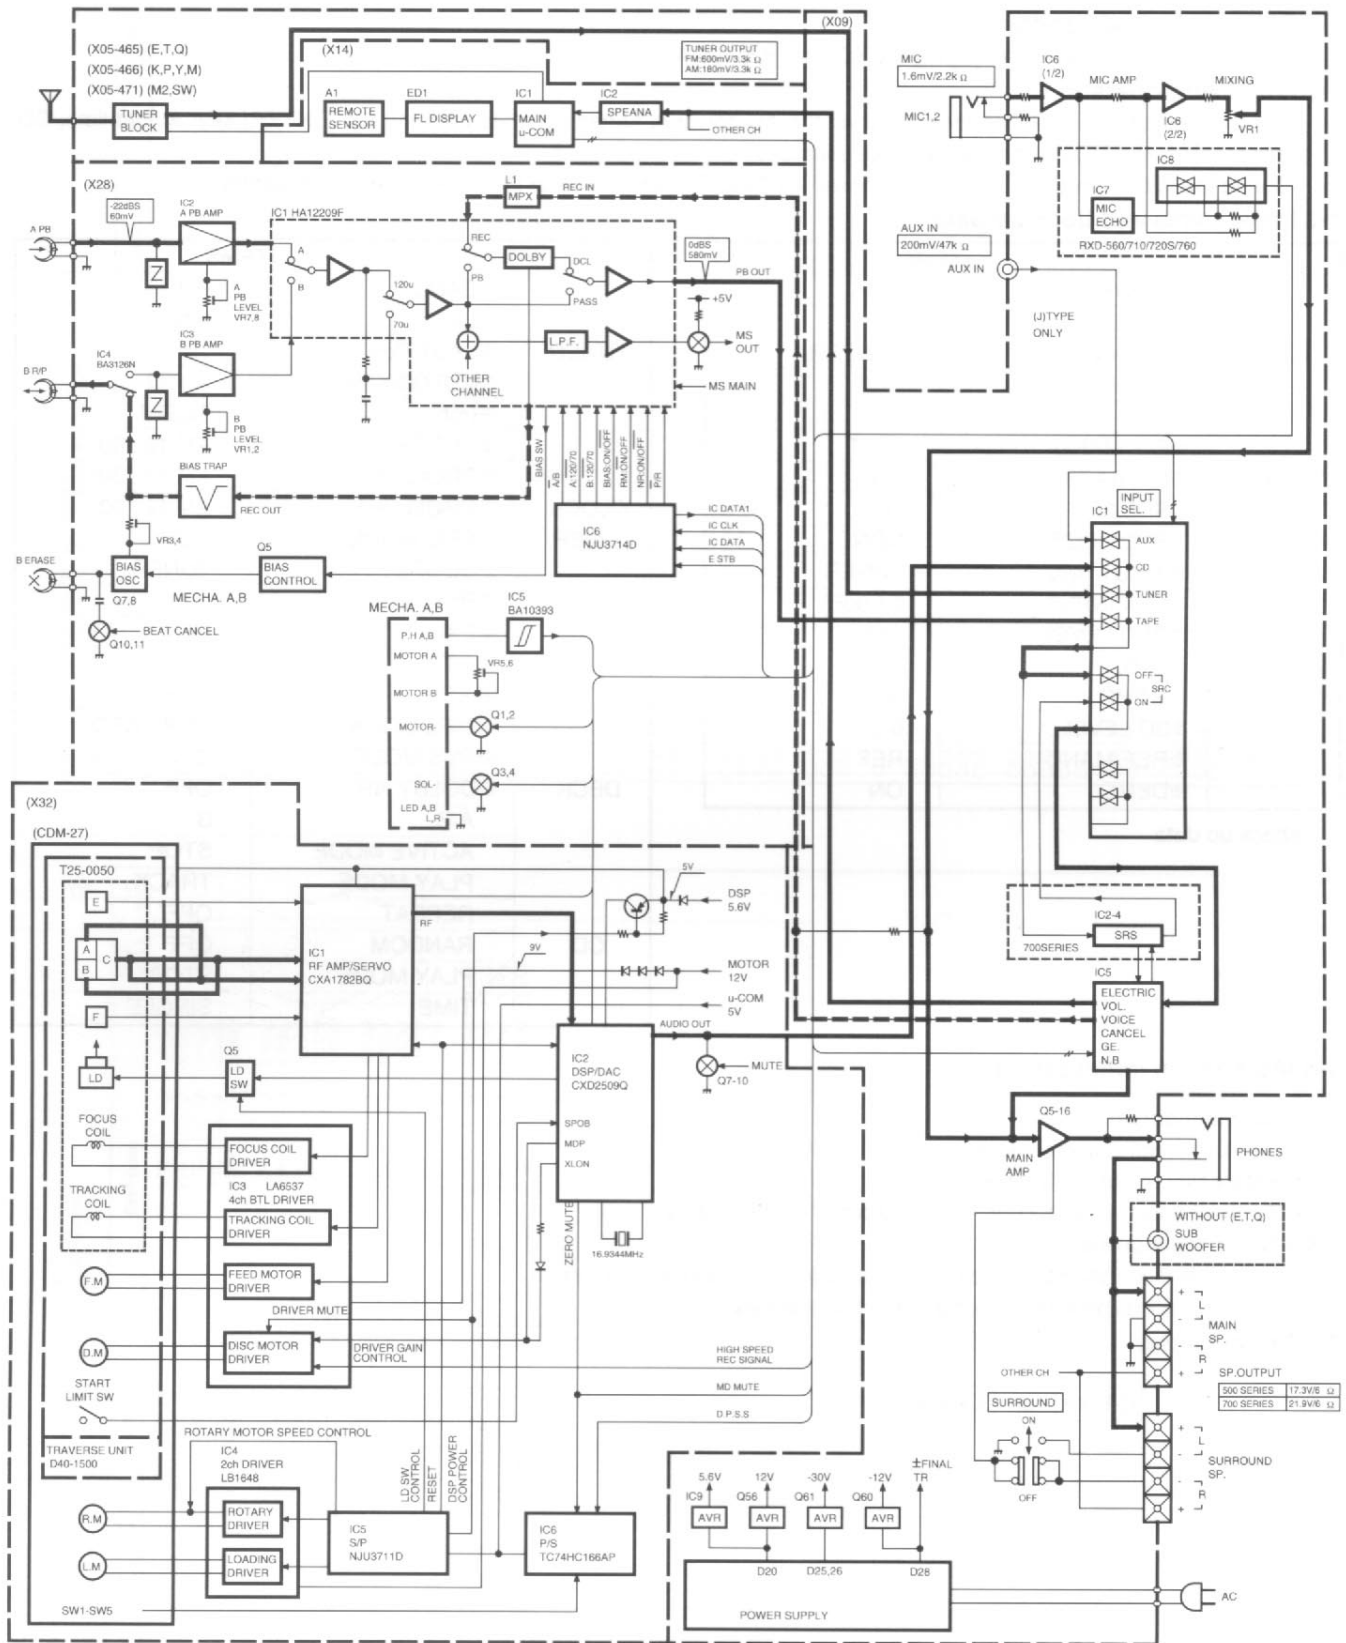 (X05-465) (E,T,Q)
(X05-466) (K,P,Y,M)
(X05-471) (M2,SW)
TUNER
BLOCK
(X14)
A1
REMOTE
SENSOR
ED1
FL DISPLAY
IC1
MAIN
u-COM
IC2
SPEANA
OTHER CH
TUNER OUTPUT
FM:600mV/3.3k Ω
AM:180mV/3.3k Ω
(X09)
MIC
1.6mV/2.2k Ω
MIC1,2
IC6
(1/2)
MIC AMP
IC6
(2/2)
MIXING
VR1
IC7
MIC
ECHO
IC8
RXD-560/710/720S/760
AUX IN
200mV/47k Ω
AUX IN
(J)TYPE
ONLY
(X28)
A PB
-22dBS
60mV
IC2
A PB AMP
Z
A
PB
LEVEL
VR7,8
IC3
B PB AMP
IC4
BA3126N
B R/P
Z
B
PB
LEVEL
VR1,2
BIAS TRAP
REC OUT
VR3,4
B ERASE
BIAS
OSC
Q7,8
Q5
BIAS
CONTROL
MECHA. A,B
BEAT CANCEL
Q10,11
IC1 HA12209F
A
B
120u
70u
L1
MPX
REC IN
REC
PB
DOLBY
DCL
PASS
0dBS
580mV
PB OUT
+5V
MS
OUT
L.P.F.
OTHER
CHANNEL
MS MAIN
BIAS SW
A/B
A:120/70
B:120/70
BIAS:ON/OFF
RM:ON/OFF
NR:ON/OFF
P/R
IC6
NJU3714D
IC DATA1
IC CLK
IC DATA
E STB
MECHA. A,B
P.H A,B
MOTOR A
MOTOR B
MOTOR-
SOL-
LED A,B
L,R
IC5
BA10393
VR5,6
Q1,2
Q3,4
IC1
INPUT
SEL.
AUX
CD
TUNER
TAPE
OFF
SRC
ON
700SERIES
IC2-4
SRS
IC5
ELECTRIC
VOL.
VOICE
CANCEL
GE.
N.B
(X32)
(CDM-27)
T25-0050
E
A
B
C
F
LD
FOCUS
COIL
TRACKING
COIL
F.M
D.M
START
LIMIT SW
TRAVERSE UNIT
D40-1500
R.M
L.M
SW1-SW5
IC1
RF AMP/SERVO
CXA1782BQ
RF
Q5
LD
SW
FOCUS COIL
DRIVER
IC3 LA6537
4ch BTL DRIVER
TRACKING COIL
DRIVER
FEED MOTOR
DRIVER
DRIVER MUTE
DISC MOTOR
DRIVER
DRIVER GAIN
CONTROL
ROTARY MOTOR SPEED CONTROL
IC4
2ch DRIVER
LB1648
ROTARY
DRIVER
LOADING
DRIVER
LD SW
CONTROL
RESET
DSP POWER
CONTROL
IC5
S/P
NJU3711D
IC6
P/S
TC74HC166AP
5V
DSP
5.6V
9V
MOTOR
12V
u-COM
5V
AUDIO OUT
IC2
DSP/DAC
CXD2509Q
SPOB
MDP
XLON
ZERO MUTE
16.9344MHz
MUTE
Q7-10
HIGH SPEED
REC SIGNAL
MD MUTE
D.P.S.S
Q5-16
MAIN
AMP
PHONES
WITHOUT (E,T,Q)
SUB
WOOFER
+
-
L
MAIN
SP.
-
+
R
OTHER CH
SP.OUTPUT
500 SERIES 17.3V/6 Ω
700 SERIES 21.9V/6 Ω
SURROUND
ON
OFF
+
-
L
SURROUND
SP.
-
+
R
5.6V
12V
-30V
-12V
±FINAL
TR
IC9
Q56
Q61
Q60
AVR
AVR
AVR
AVR
D20
D25,26
D28
POWER SUPPLY
AC